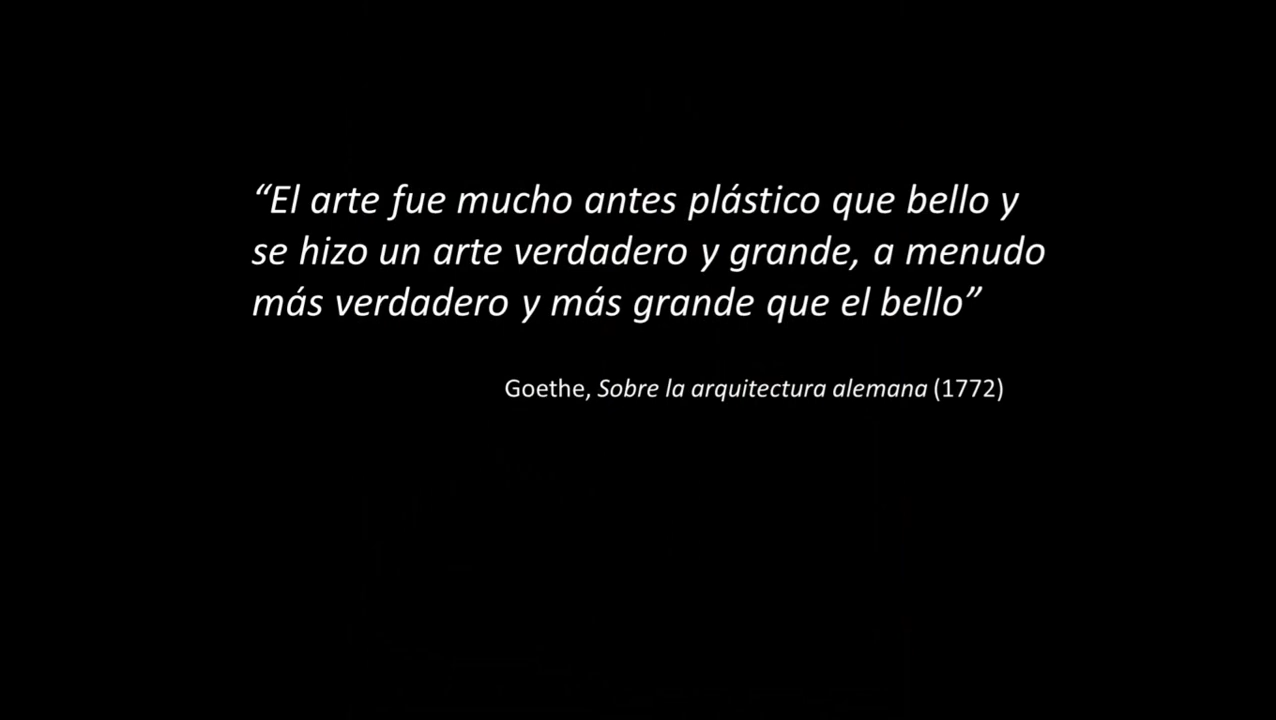 “El arte fue mucho antes plástico que bello y
se hizo un arte verdadero y grande, a menudo
más verdadero y más grande que el bello”
Goethe, Sobre la arquitectura alemana (1772)